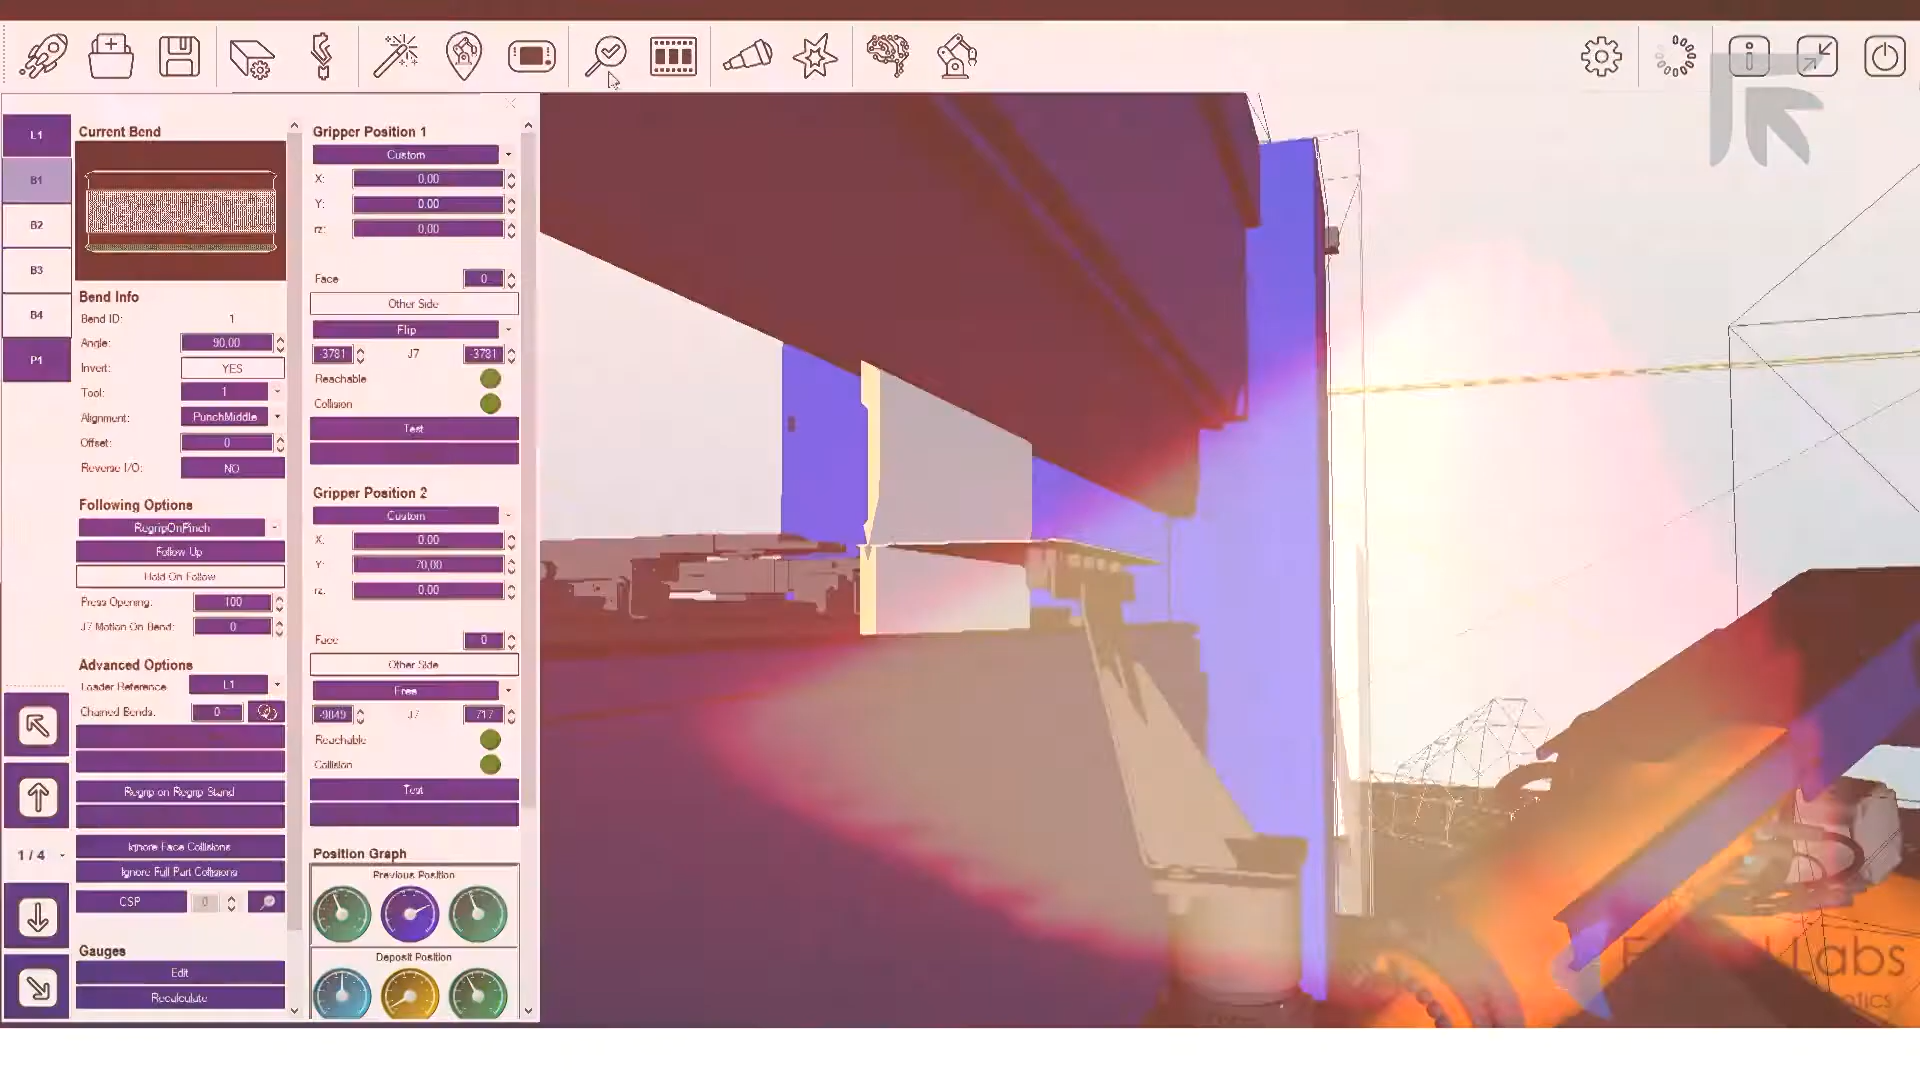 L1
B1
B2
B3
B4
P1
1 / 4
Current Bend
Bend Info
Bend ID: 1
Angle: 90,00
Invert: YES
Tool: 1
Alignment: PunchMiddle
Offset: 0
Reverse I/O: NO
Following Options
RegripOnPinch
Follow Up
Hold On Follow
Press Opening: 100
J7 Motion On Bend: 0
Advanced Options
Loader Reference L1
Chained Bends: 0
Regrip on Regrip Stand
Ignore Face Collisions
Ignore Full Part Collisions
CSP 0
Gauges
Edit
Recalculate
Gripper Position 1
Custom
X: 0,00
Y: 0.00
rz: 0,00
Face 0
Other Side
Flip
-3781 J7 -3781
Reachable
Collision
Test
Gripper Position 2
Custom
X: 0.00
Y: 70,00
rz: 0.00
Face 0
Other Side
Free
-9849 J7 717
Reachable
Collision
Test
Position Graph
Previous Position
Deposit Position
Labs